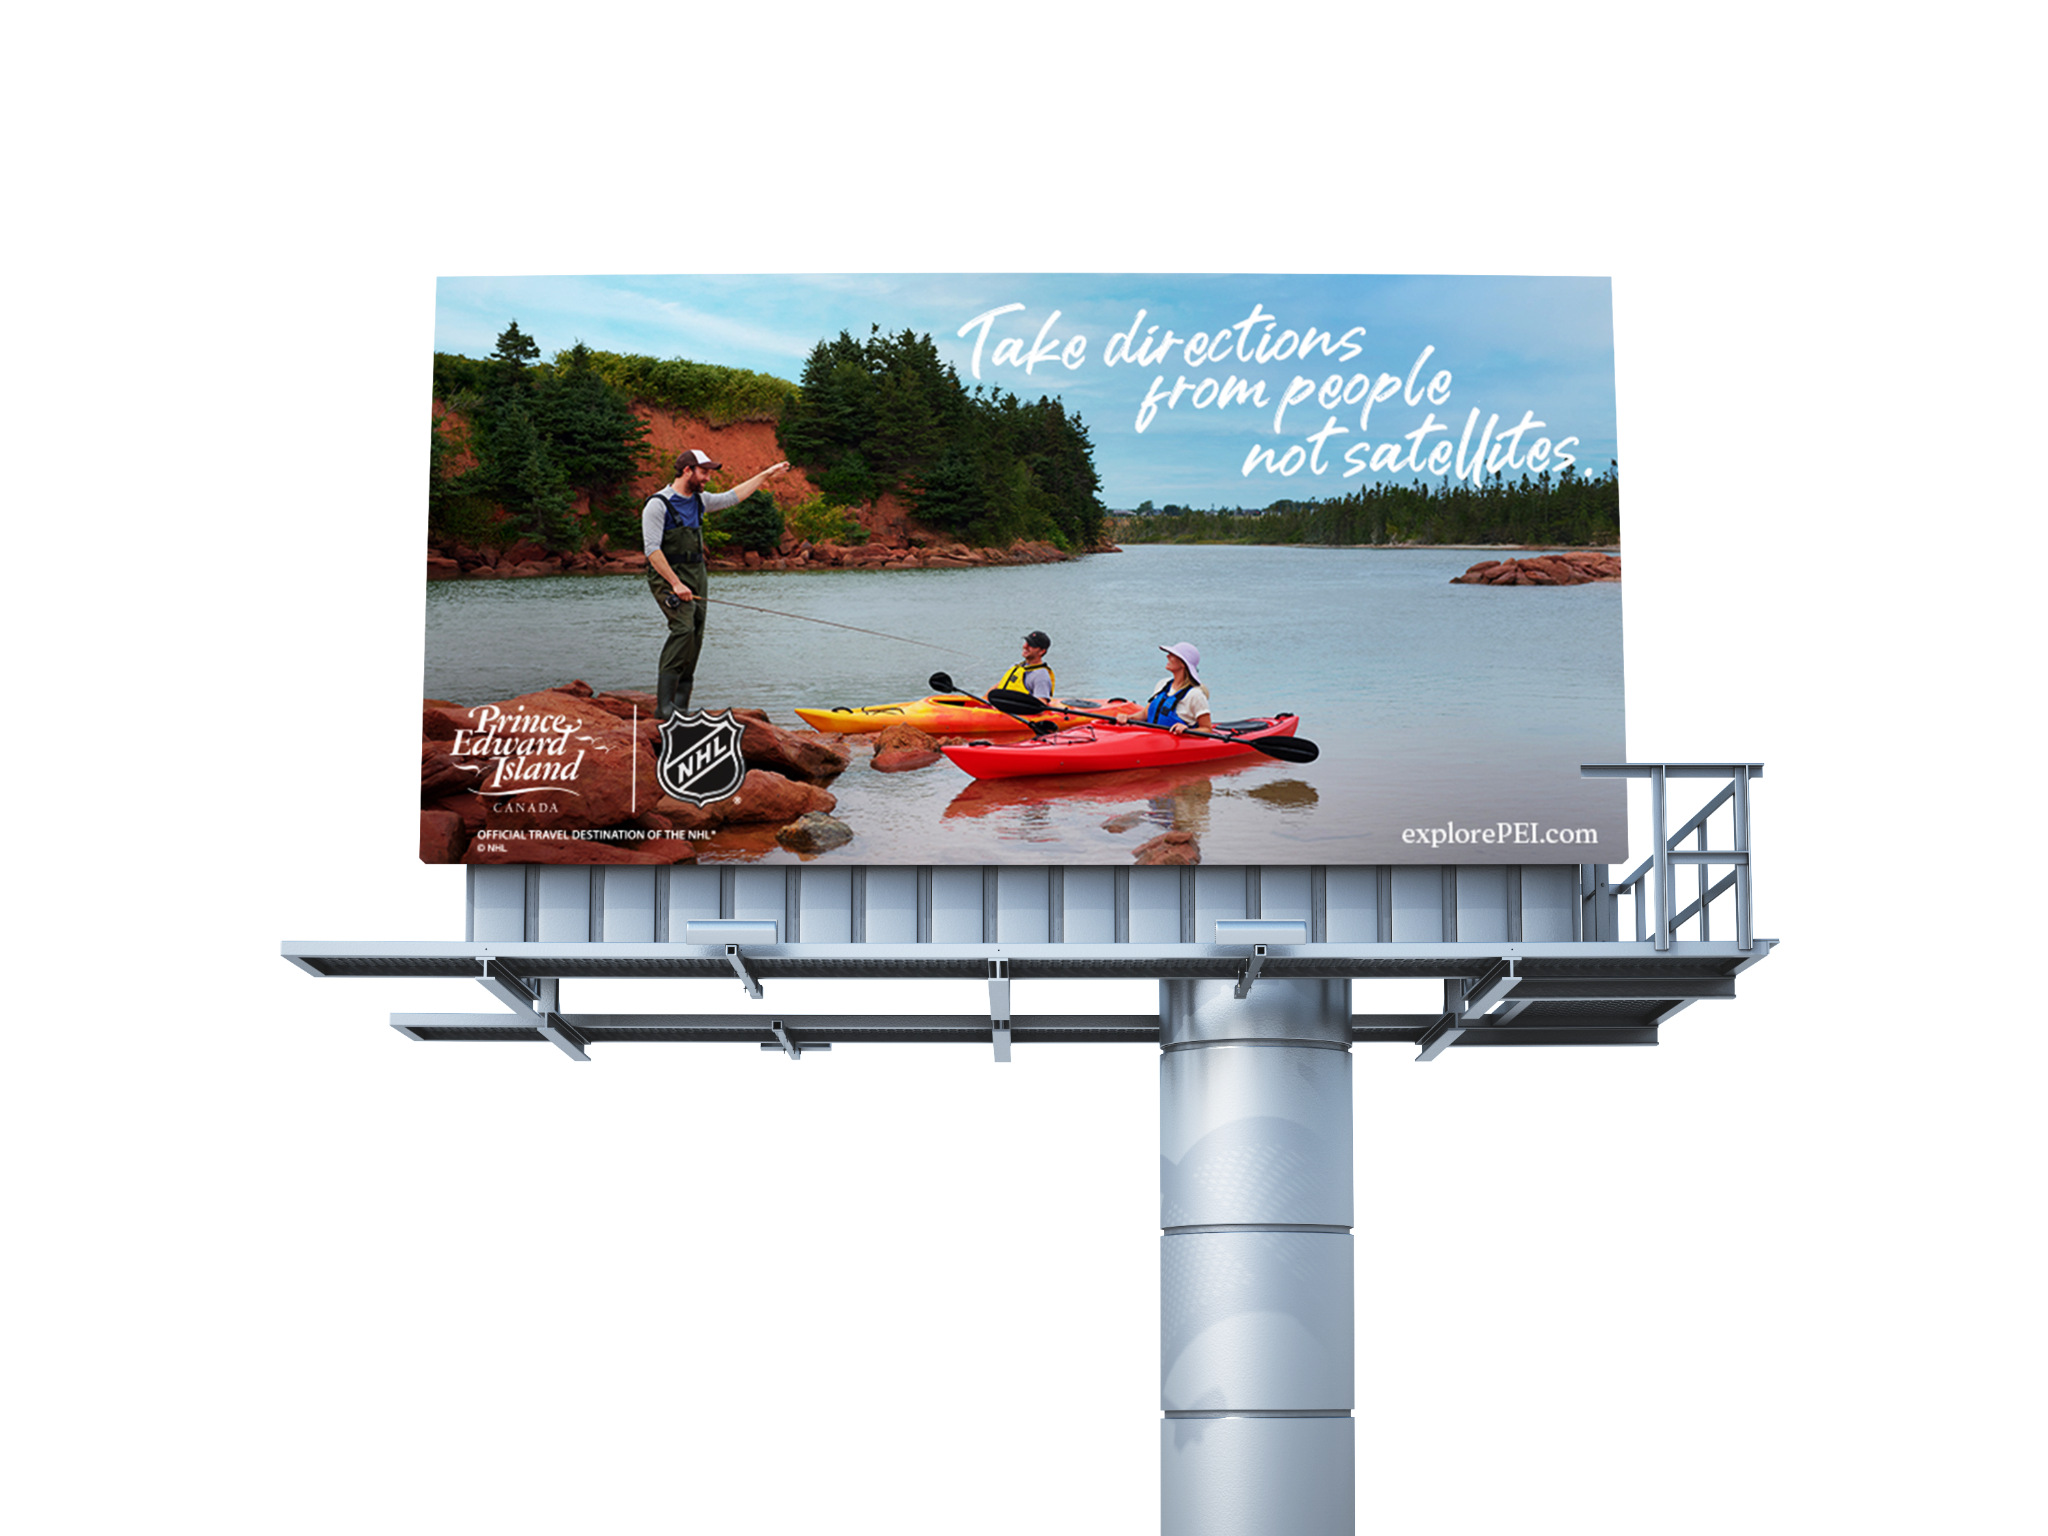 Take directions
from people
not satellites.
Prince
Edward
Island
CANADA
NHL
®
OFFICIAL TRAVEL DESTINATION OF THE NHL®
© NHL
explorePEI.com